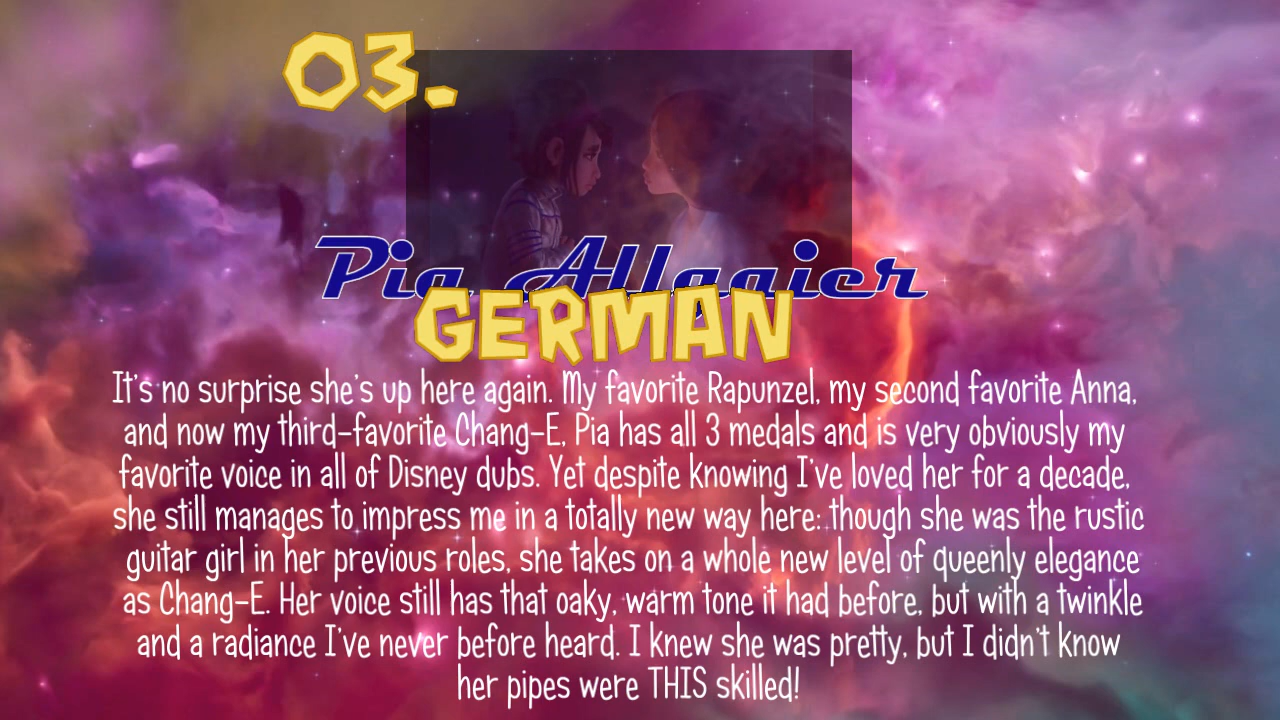 03.
Pia Allgaier
GERMAN
It's no surprise she's up here again. My favorite Rapunzel, my second favorite Anna,
and now my third-favorite Chang-E, Pia has all 3 medals and is very obviously my
favorite voice in all of Disney dubs. Yet despite knowing I've loved her for a decade,
she still manages to impress me in a totally new way here: though she was the rustic
guitar girl in her previous roles, she takes on a whole new level of queenly elegance
as Chang-E. Her voice still has that oaky, warm tone it had before, but with a twinkle
and a radiance I've never before heard. I knew she was pretty, but I didn't know
her pipes were THIS skilled!